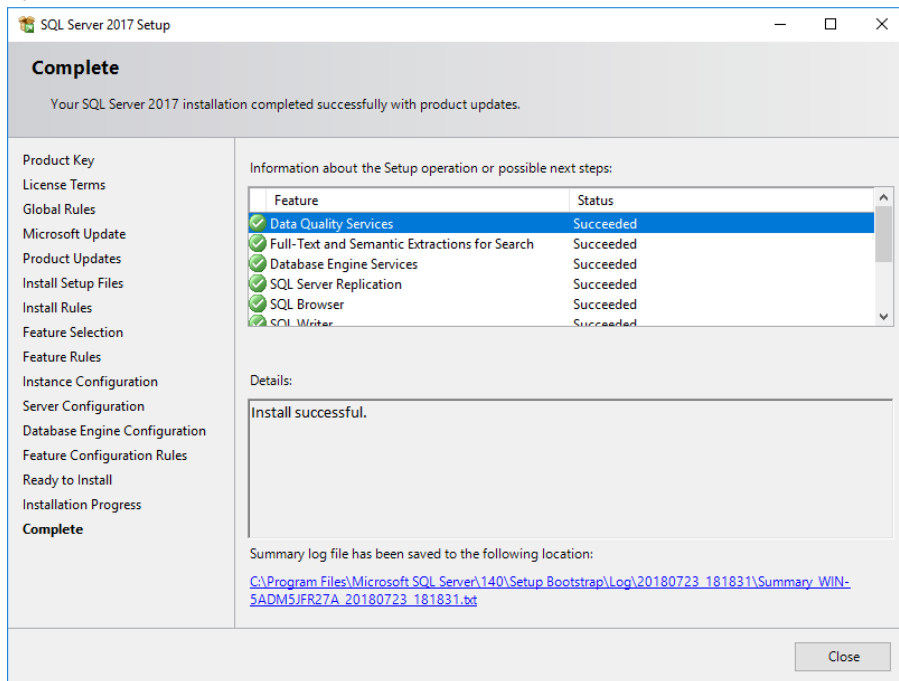 SQL Server 2017 Setup
Complete
Your SQL Server 2017 installation completed successfully with product updates.
Product Key
License Terms
Global Rules
Microsoft Update
Product Updates
Install Setup Files
Install Rules
Feature Selection
Feature Rules
Instance Configuration
Server Configuration
Database Engine Configuration
Feature Configuration Rules
Ready to Install
Installation Progress
Complete
Information about the Setup operation or possible next steps:
Feature Status
Data Quality Services Succeeded
Full-Text and Semantic Extractions for Search Succeeded
Database Engine Services Succeeded
SQL Server Replication Succeeded
SQL Browser Succeeded
SQL Writer Succeeded
Details:
Install successful.
Summary log file has been saved to the following location:
C:\Program Files\Microsoft SQL Server\140\Setup Bootstrap\Log\20180723_181831\Summary_WIN-
5ADM5JFR27A_20180723_181831.txt
Close